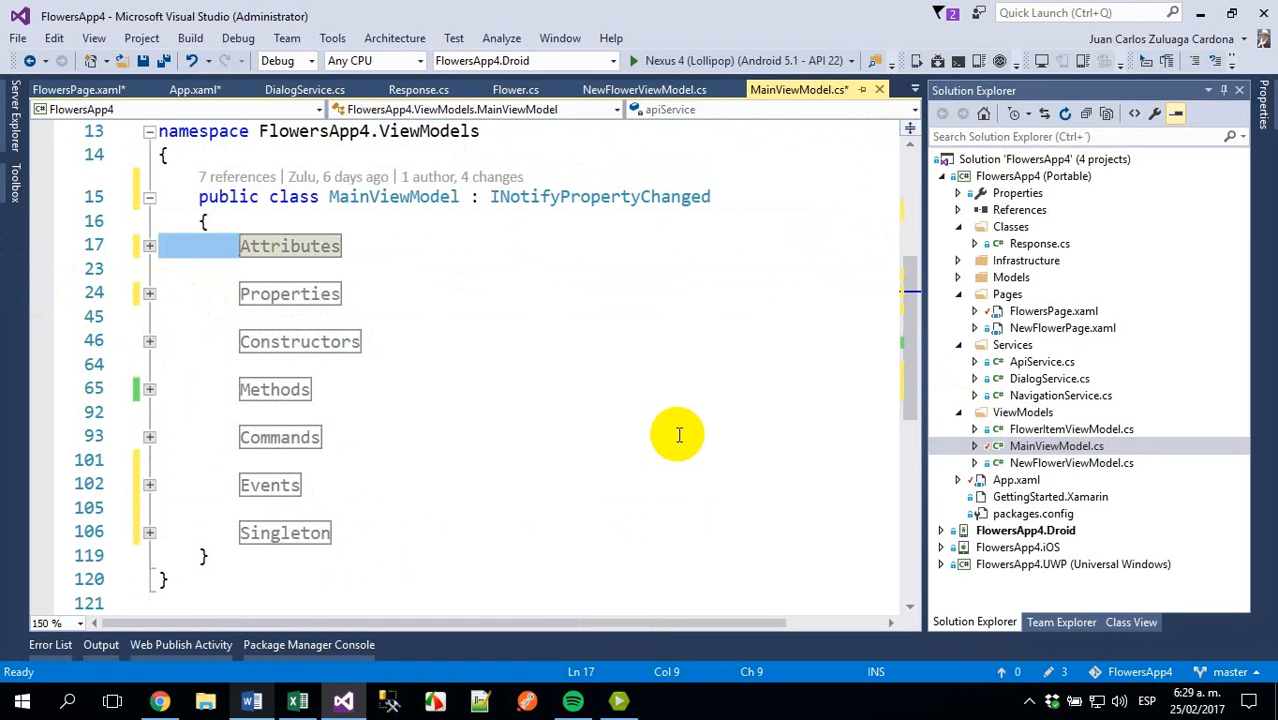 FlowersApp4 - Microsoft Visual Studio (Administrator)
2
Quick Launch (Ctrl+Q)
File Edit View Project Build Debug Team Tools Architecture Test Analyze Window Help
Juan Carlos Zuluaga Cardona
Debug Any CPU FlowersApp4.Droid Nexus 4 (Lollipop) (Android 5.1 - API 22)
FlowersPage.xaml* App.xaml* DialogService.cs Response.cs Flower.cs NewFlowerViewModel.cs MainViewModel.cs*
FlowersApp4 FlowersApp4.ViewModels.MainViewModel apiService
Server Explorer
Toolbox
13 namespace FlowersApp4.ViewModels
14 {
7 references | Zulu, 6 days ago | 1 author, 4 changes
15 public class MainViewModel : INotifyPropertyChanged
16 {
17 Attributes
23
24 Properties
45
46 Constructors
64
65 Methods
92
93 Commands
101
102 Events
105
106 Singleton
119 }
120 }
121
150 %
Solution Explorer
Search Solution Explorer (Ctrl+´)
Solution 'FlowersApp4' (4 projects)
FlowersApp4 (Portable)
Properties
References
Classes
Response.cs
Infrastructure
Models
Pages
FlowersPage.xaml
NewFlowerPage.xaml
Services
ApiService.cs
DialogService.cs
NavigationService.cs
ViewModels
FlowerItemViewModel.cs
MainViewModel.cs
NewFlowerViewModel.cs
App.xaml
GettingStarted.Xamarin
packages.config
FlowersApp4.Droid
FlowersApp4.iOS
FlowersApp4.UWP (Universal Windows)
Solution Explorer Team Explorer Class View
Properties
Error List Output Web Publish Activity Package Manager Console
Ready Ln 17 Col 9 Ch 9 INS 0 3 FlowersApp4 master
ESP
6:29 a. m.
25/02/2017